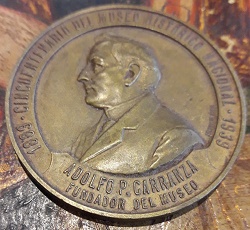 1889 · CINCUENTENARIO DEL MUSEO HISTORICO NACIONAL · 1939
ADOLFO P. CARRANZA
FUNDADOR DEL MUSEO